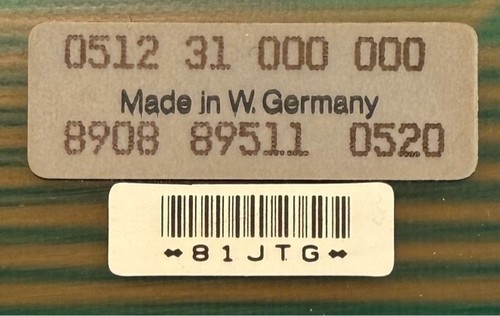 0512 31 000 000
Made in W. Germany
8908 89511 0520
*81JTG*